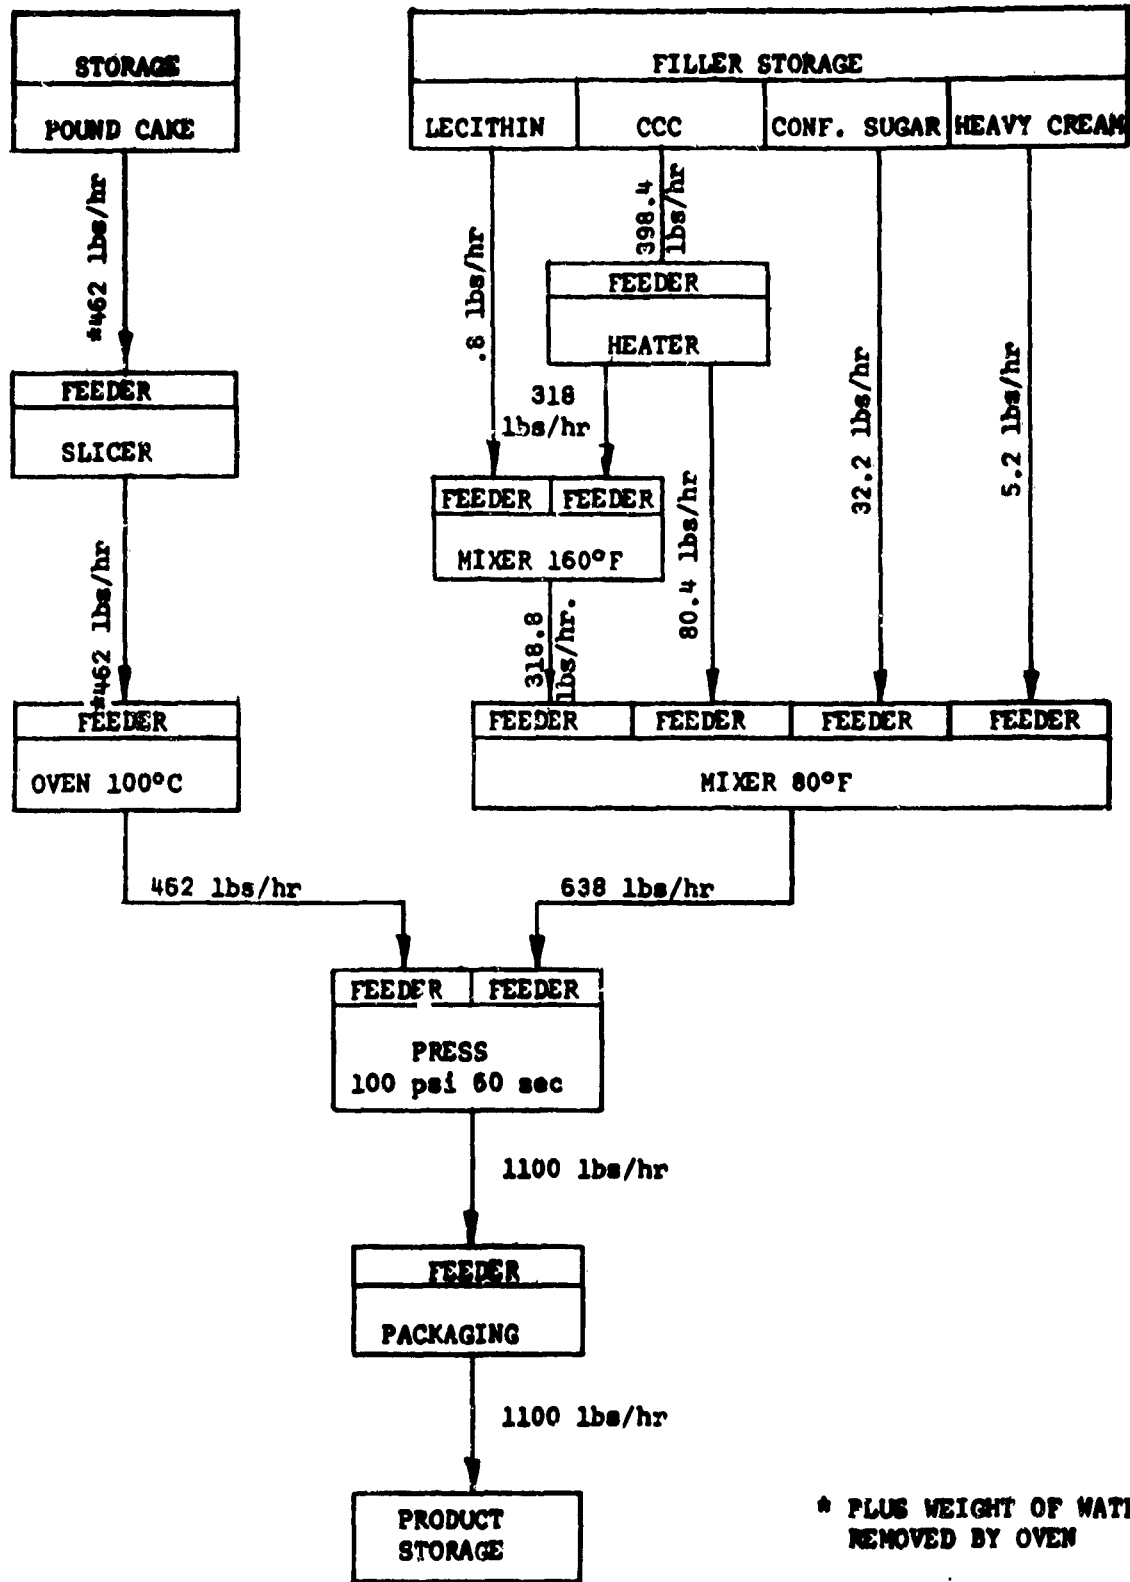 STORAGE
POUND CAKE
*462 lbs/hr
FEEDER
SLICER
*462 lbs/hr
FEEDER
OVEN 100°C
462 lbs/hr
FILLER STORAGE
LECITHIN
CCC
CONF. SUGAR
HEAVY CREAM
.8 lbs/hr
398.4
lbs/hr
FEEDER
HEATER
318
lbs/hr
80.4 lbs/hr
32.2 lbs/hr
5.2 lbs/hr
FEEDER FEEDER
MIXER 160°F
318.8
lbs/hr.
FEEDER FEEDER FEEDER FEEDER
MIXER 80°F
638 lbs/hr
FEEDER FEEDER
PRESS
100 psi 60 sec
1100 lbs/hr
FEEDER
PACKAGING
1100 lbs/hr
PRODUCT
STORAGE
* PLUS WEIGHT OF
REMOVED BY OVEN